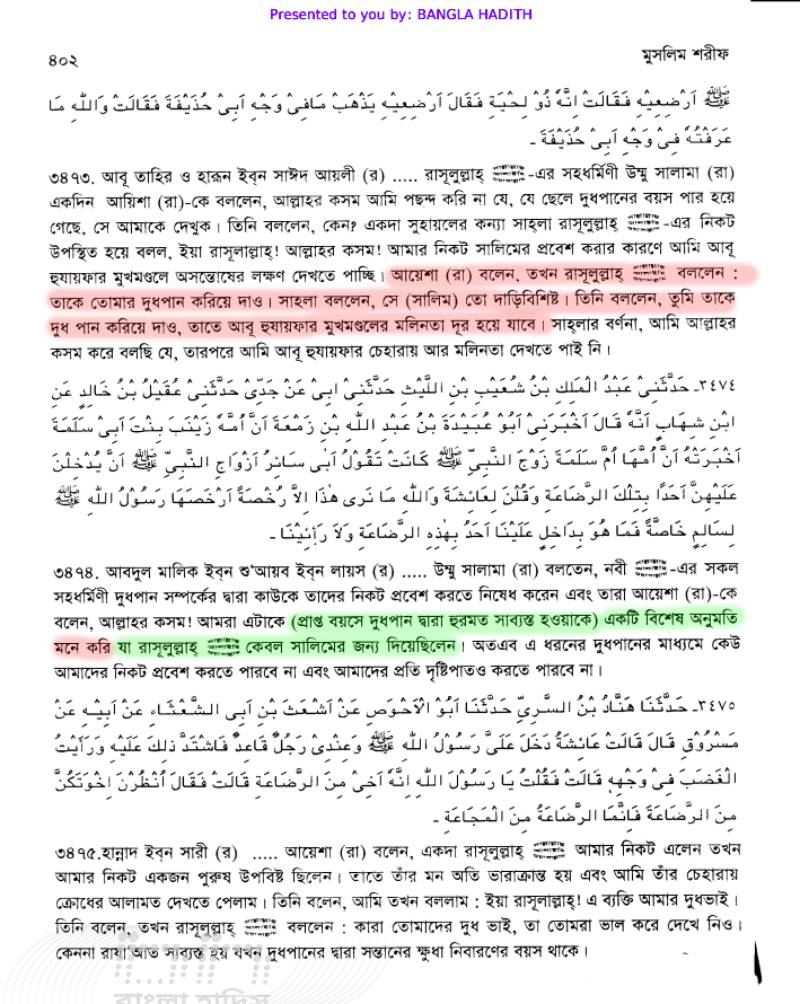 Presented to you by: BANGLA HADITH
৪০২
মুসলিম শরীফ
ﷺ اَرْضِعِيْهِ فَقَالَتْ اِنَّهُ ذُوْ لِحْيَةٍ فَقَالَ اَرْضِعِيْهِ يَذْهَبْ مَافِىْ وَجْهِ اَبِىْ حُذَيْفَةَ فَقَالَتْ وَاللّٰهِ مَا
عَرَفْتُهُ فِىْ وَجْهِ اَبِىْ حُذَيْفَةَ ـ
৩৪৭৩. আবূ তাহির ও হারূন ইব্‌ন সাঈদ আয়লী (র) ..... রাসূলুল্লাহ্ ﷺ-এর সহধর্মিণী উম্মু সালামা (রা)
একদিন আয়িশা (রা)-কে বললেন, আল্লাহর কসম আমি পছন্দ করি না যে, যে ছেলে দুধপানের বয়স পার হয়ে
গেছে, সে আমাকে দেখুক। তিনি বললেন, কেন? একদা সুহায়লের কন্যা সাহ্‌লা রাসূলুল্লাহ্ ﷺ-এর নিকট
উপস্থিত হয়ে বলল, ইয়া রাসূলাল্লাহ্! আল্লাহর কসম! আমার নিকট সালিমের প্রবেশ করার কারণে আমি আবূ
হুযায়ফার মুখমণ্ডলে অসন্তোষের লক্ষণ দেখতে পাচ্ছি। আয়েশা (রা) বলেন, তখন রাসূলুল্লাহ্ ﷺ বললেন :
তাকে তোমার দুধপান করিয়ে দাও। সাহলা বললেন, সে (সালিম) তো দাড়িবিশিষ্ট। তিনি বললেন, তুমি তাকে
দুধ পান করিয়ে দাও, তাতে আবূ হুযায়ফার মুখমণ্ডলের মলিনতা দূর হয়ে যাবে। সাহ্‌লার বর্ণনা, আমি আল্লাহর
কসম করে বলছি যে, তারপরে আমি আবূ হুযায়ফার চেহারায় আর মলিনতা দেখতে পাই নি।
٣٤٧٤ـ حَدَّثَنِىْ عَبْدُ الْمَلِكِ بْنُ شُعَيْبِ بْنِ اللَّيْثِ حَدَّثَنِىْ اَبِىْ عَنْ جَدِّىْ حَدَّثَنِىْ عُقَيْلُ بْنُ خَالِدٍ عَنِ
ابْنِ شِهَابٍ اَنَّهُ قَالَ اَخْبَرَنِىْ اَبُوْ عُبَيْدَةَ بْنُ عَبْدِ اللّٰهِ بْنِ زَمْعَةَ اَنَّ اُمَّهُ زَيْنَبَ بِنْتَ اَبِىْ سَلَمَةَ
اَخْبَرَتْهُ اَنَّ اُمَّهَا اُمَّ سَلَمَةَ زَوْجَ النَّبِىِّ ﷺ كَانَتْ تَقُوْلُ اَبٰى سَائِرُ اَزْوَاجِ النَّبِىِّ ﷺ اَنْ يُدْخِلْنَ
عَلَيْهِنَّ اَحَدًا بِتِلْكَ الرَّضَاعَةِ وَقُلْنَ لِعَائِشَةَ وَاللّٰهِ مَا نَرٰى هٰذَا اِلاَّ رُخْصَةً اَرْخَصَهَا رَسُوْلُ اللّٰهِ ﷺ
لِسَالِمٍ خَاصَّةً فَمَا هُوَ بِدَاخِلٍ عَلَيْنَا اَحَدٌ بِهٰذِهِ الرَّضَاعَةِ وَلاَ رَائِيْنَا ـ
৩৪৭৪. আবদুল মালিক ইব্‌ন শু'আয়ব ইব্‌ন লায়স (র) ..... উম্মু সালামা (রা) বলতেন, নবী ﷺ-এর সকল
সহধর্মিণী দুধপান সম্পর্কের দ্বারা কাউকে তাদের নিকট প্রবেশ করতে নিষেধ করেন এবং তারা আয়েশা (রা)-কে
বলেন, আল্লাহর কসম! আমরা এটাকে (প্রাপ্ত বয়সে দুধপান দ্বারা হুরমত সাব্যস্ত হওয়াকে) একটি বিশেষ অনুমতি
মনে করি যা রাসূলুল্লাহ্ ﷺ কেবল সালিমের জন্য দিয়েছিলেন। অতএব এ ধরনের দুধপানের মাধ্যমে কেউ
আমাদের নিকট প্রবেশ করতে পারবে না এবং আমাদের প্রতি দৃষ্টিপাতও করতে পারবে না।
٣٤٧٥ـ حَدَّثَنَا هَنَّادُ بْنُ السَّرِىِّ حَدَّثَنَا اَبُوْ الْاَحْوَصِ عَنْ اَشْعَثَ بْنِ اَبِى الشَّعْثَاءِ عَنْ اَبِيْهِ عَنْ
مَسْرُوْقٍ قَالَ قَالَتْ عَائِشَةُ دَخَلَ عَلَىَّ رَسُوْلُ اللّٰهِ ﷺ وَعِنْدِىْ رَجُلٌ قَاعِدٌ فَاشْتَدَّ ذٰلِكَ عَلَيْهِ وَرَاَيْتُ
الْغَضَبَ فِىْ وَجْهِهِ قَالَتْ فَقُلْتُ يَا رَسُوْلَ اللّٰهِ اِنَّهُ اَخِىْ مِنَ الرَّضَاعَةِ قَالَتْ فَقَالَ اُنْظُرْنَ اِخْوَتَكُنَّ
مِنَ الرَّضَاعَةِ فَاِنَّمَا الرَّضَاعَةُ مِنَ الْمَجَاعَةِ ـ
৩৪৭৫.হান্নাদ ইব্‌ন সারী (র) ..... আয়েশা (রা) বলেন, একদা রাসূলুল্লাহ্ ﷺ আমার নিকট এলেন তখন
আমার নিকট একজন পুরুষ উপবিষ্ট ছিলেন। তাতে তাঁর মন অতি ভারাক্রান্ত হয় এবং আমি তাঁর চেহারায়
ক্রোধের আলামত দেখতে পেলাম। তিনি বলেন, আমি তখন বললাম : ইয়া রাসূলাল্লাহ্! এ ব্যক্তি আমার দুধভাই।
তিনি বলেন, তখন রাসূলুল্লাহ্ ﷺ বললেন : কারা তোমাদের দুধ ভাই, তা তোমরা ভাল করে দেখে নিও।
কেননা রাযা'আত সাব্যস্ত হয় যখন দুধপানের দ্বারা সন্তানের ক্ষুধা নিবারণের বয়স থাকে।
বাংলা হাদিস